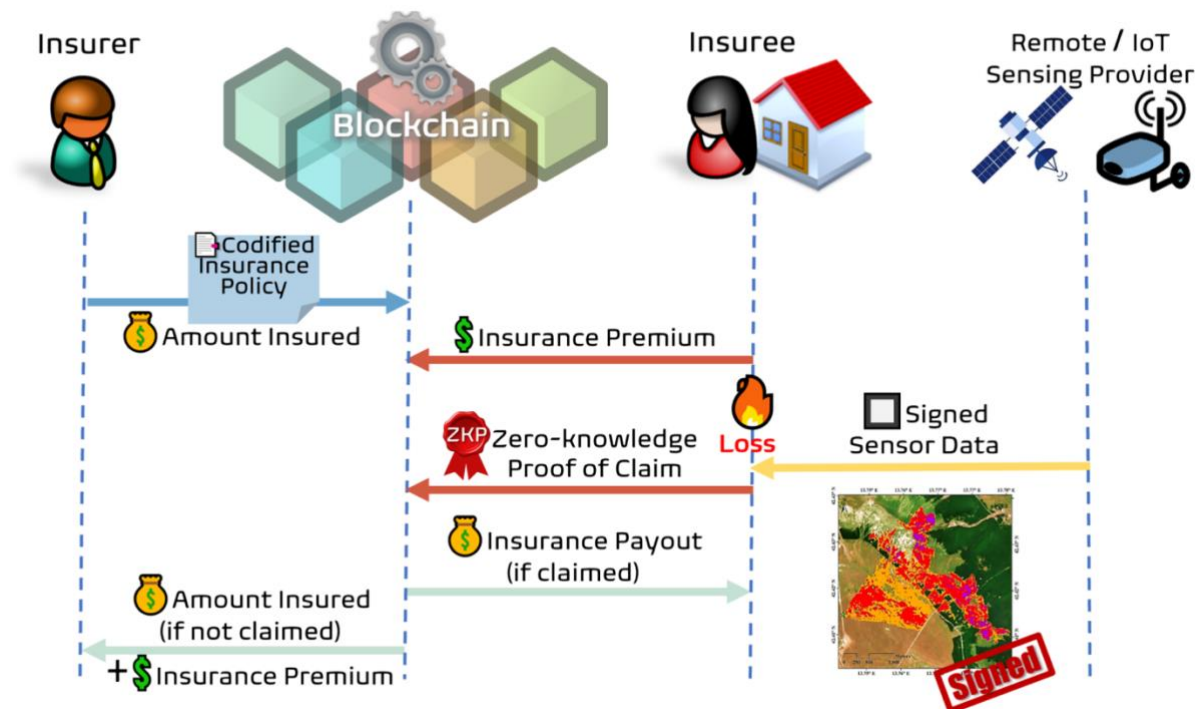 Insurer
Blockchain
Insuree
Remote / IoT
Sensing Provider
Codified
Insurance
Policy
Amount Insured
Insurance Premium
ZKP
Zero-knowledge
Proof of Claim
Loss
Signed
Sensor Data
Insurance Payout
(if claimed)
Amount Insured
(if not claimed)
+ $ Insurance Premium
Signed